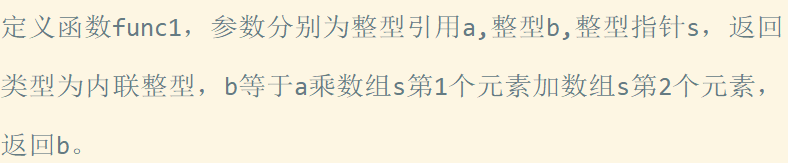 定义函数func1，参数分别为整型引用a,整型b,整型指针s，返回
类型为内联整型，b等于a乘数组s第1个元素加数组s第2个元素，
返回b。